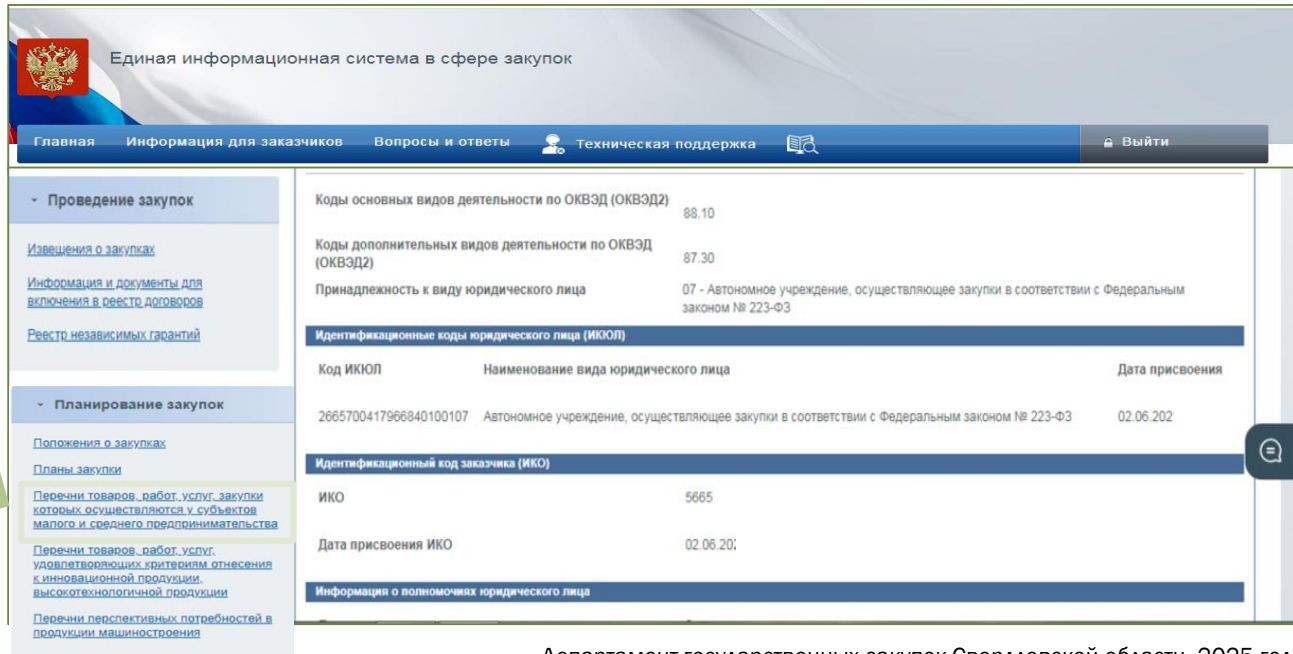 Единая информационная система в сфере закупок
Главная Информация для заказчиков Вопросы и ответы Техническая поддержка Выйти
Проведение закупок
Извещения о закупках
Информация и документы для
включения в реестр договоров
Реестр независимых гарантий
Планирование закупок
Положения о закупках
Планы закупки
Перечни товаров, работ, услуг, закупки
которых осуществляются у субъектов
малого и среднего предпринимательства
Перечни товаров, работ, услуг,
удовлетворяющих критериям отнесения
к инновационной продукции,
высокотехнологичной продукции
Перечни перспективных потребностей в
продукции машиностроения
Коды основных видов деятельности по ОКВЭД (ОКВЭД2)
88.10
Коды дополнительных видов деятельности по ОКВЭД
(ОКВЭД2)
87.30
Принадлежность к виду юридического лица
07 - Автономное учреждение, осуществляющее закупки в соответствии с Федеральным
законом № 223-ФЗ
Идентификационные коды юридического лица (ИКЮЛ)
Код ИКЮЛ Наименование вида юридического лица Дата присвоения
2665700417966840100107 Автономное учреждение, осуществляющее закупки в соответствии с Федеральным законом № 223-ФЗ 02.06.202
Идентификационный код заказчика (ИКО)
ИКО 5665
Дата присвоения ИКО 02.06.20
Информация о полномочиях юридического лица
Департамент государственных закупок Свердловской области, 2025 год